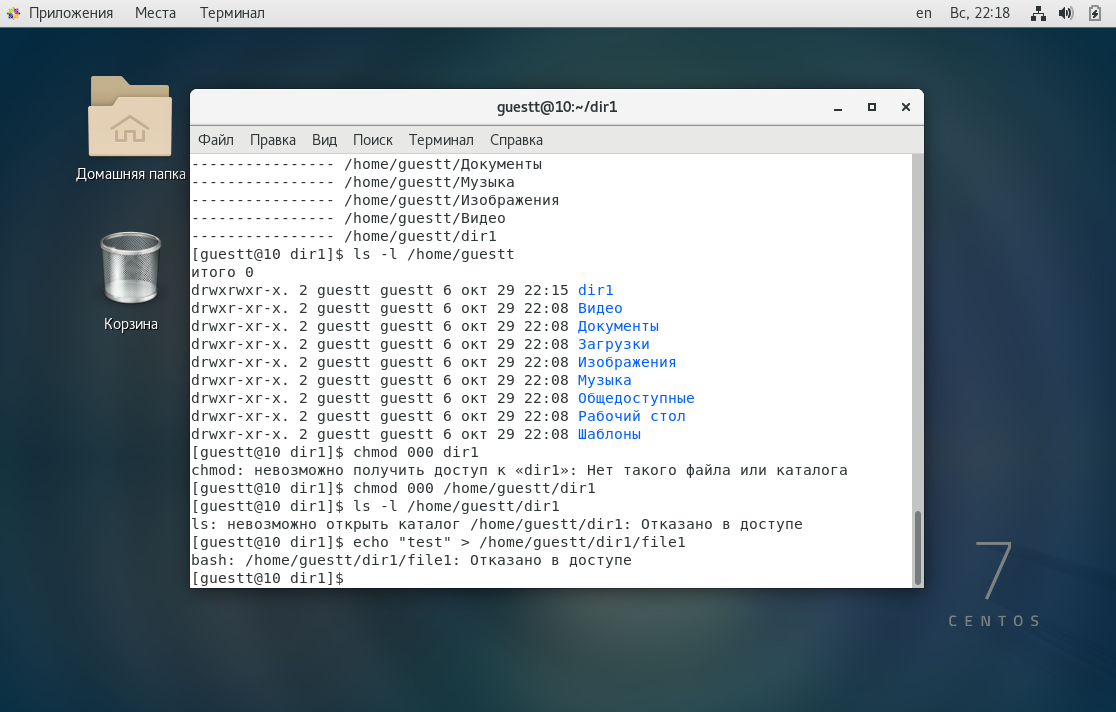 Приложения Места Терминал en Вс, 22:18
guestt@10:~/dir1
Файл Правка Вид Поиск Терминал Справка
---------------- /home/guestt/Документы
---------------- /home/guestt/Музыка
---------------- /home/guestt/Изображения
---------------- /home/guestt/Видео
---------------- /home/guestt/dir1
[guestt@10 dir1]$ ls -l /home/guestt
итого 0
drwxrwxr-x. 2 guestt guestt 6 окт 29 22:15 dir1
drwxr-xr-x. 2 guestt guestt 6 окт 29 22:08 Видео
drwxr-xr-x. 2 guestt guestt 6 окт 29 22:08 Документы
drwxr-xr-x. 2 guestt guestt 6 окт 29 22:08 Загрузки
drwxr-xr-x. 2 guestt guestt 6 окт 29 22:08 Изображения
drwxr-xr-x. 2 guestt guestt 6 окт 29 22:08 Музыка
drwxr-xr-x. 2 guestt guestt 6 окт 29 22:08 Общедоступные
drwxr-xr-x. 2 guestt guestt 6 окт 29 22:08 Рабочий стол
drwxr-xr-x. 2 guestt guestt 6 окт 29 22:08 Шаблоны
[guestt@10 dir1]$ chmod 000 dir1
chmod: невозможно получить доступ к «dir1»: Нет такого файла или каталога
[guestt@10 dir1]$ chmod 000 /home/guestt/dir1
[guestt@10 dir1]$ ls -l /home/guestt/dir1
ls: невозможно открыть каталог /home/guestt/dir1: Отказано в доступе
[guestt@10 dir1]$ echo "test" > /home/guestt/dir1/file1
bash: /home/guestt/dir1/file1: Отказано в доступе
[guestt@10 dir1]$
Домашняя папка
Корзина
7
CENTOS